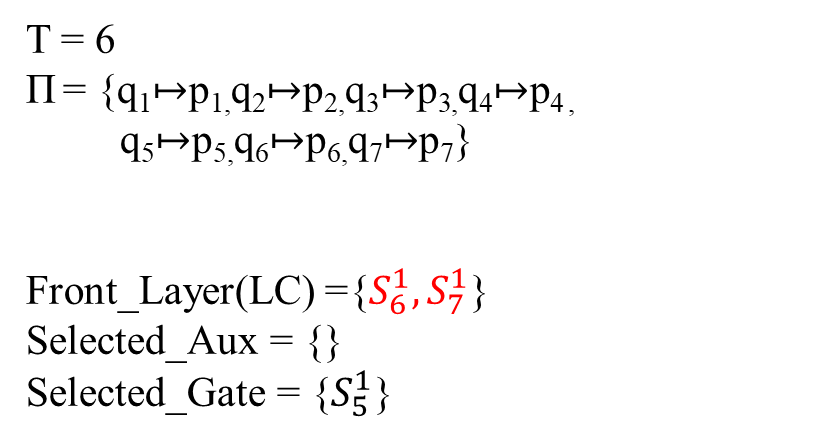 T = 6
Π = {q₁↦p₁,q₂↦p₂,q₃↦p₃,q₄↦p₄,
q₅↦p₅,q₆↦p₆,q₇↦p₇}
Front_Layer(LC) ={S₆¹,S₇¹}
Selected_Aux = {}
Selected_Gate = {S₅¹}